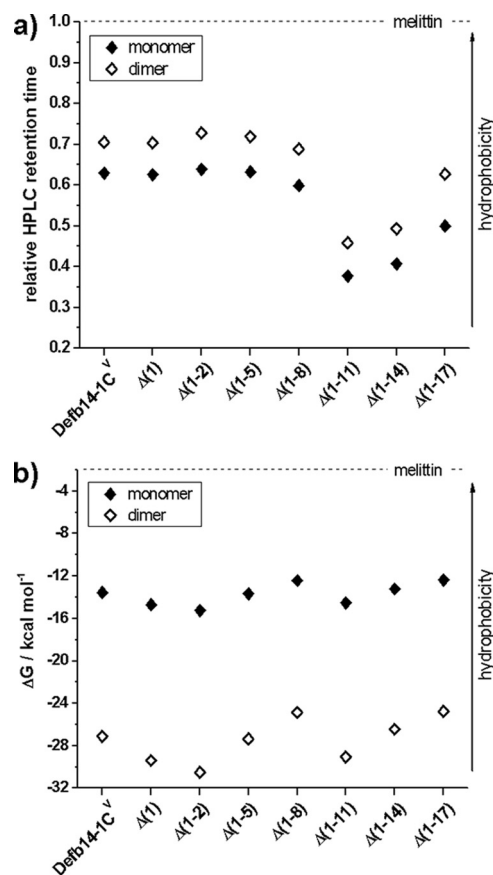 a)
melittin
1.0
monomer
dimer
0.9
0.8
0.7
0.6
0.5
0.4
0.3
0.2
relative HPLC retention time
hydrophobicity
Defb14-1Cⱽ
Δ(1)
Δ(1-2)
Δ(1-5)
Δ(1-8)
Δ(1-11)
Δ(1-14)
Δ(1-17)
b)
melittin
-4
monomer
dimer
-8
-12
-16
-20
-24
-28
-32
ΔG / kcal mol⁻¹
hydrophobicity
Defb14-1Cⱽ
Δ(1)
Δ(1-2)
Δ(1-5)
Δ(1-8)
Δ(1-11)
Δ(1-14)
Δ(1-17)